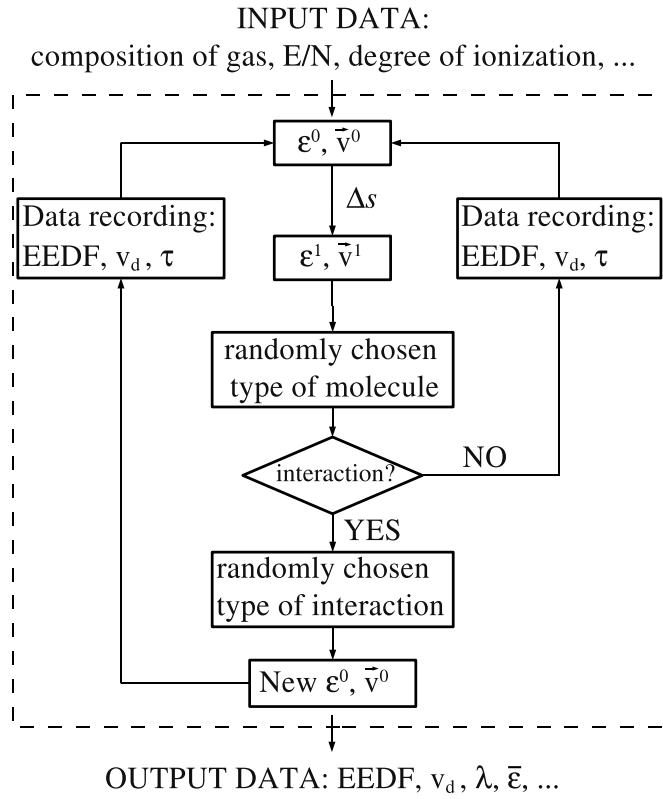 INPUT DATA:
composition of gas, E/N, degree of ionization, ...
ε⁰, v⃗⁰
Δs
Data recording:
EEDF, v_d, τ
Data recording:
EEDF, v_d, τ
ε¹, v⃗¹
randomly chosen
type of molecule
interaction?
NO
YES
randomly chosen
type of interaction
New ε⁰, v⃗⁰
OUTPUT DATA: EEDF, v_d, λ, ε̄, ...